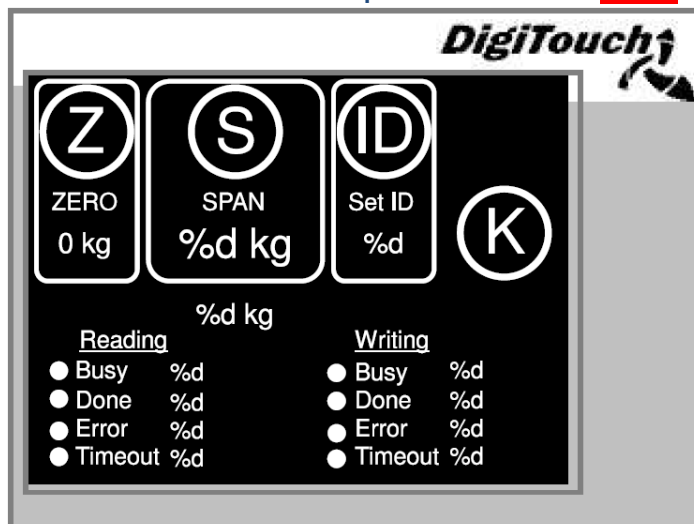 DigiTouch
Z S ID
ZERO SPAN Set ID K
0 kg %d kg %d
%d kg
Reading Writing
Busy %d Busy %d
Done %d Done %d
Error %d Error %d
Timeout %d Timeout %d